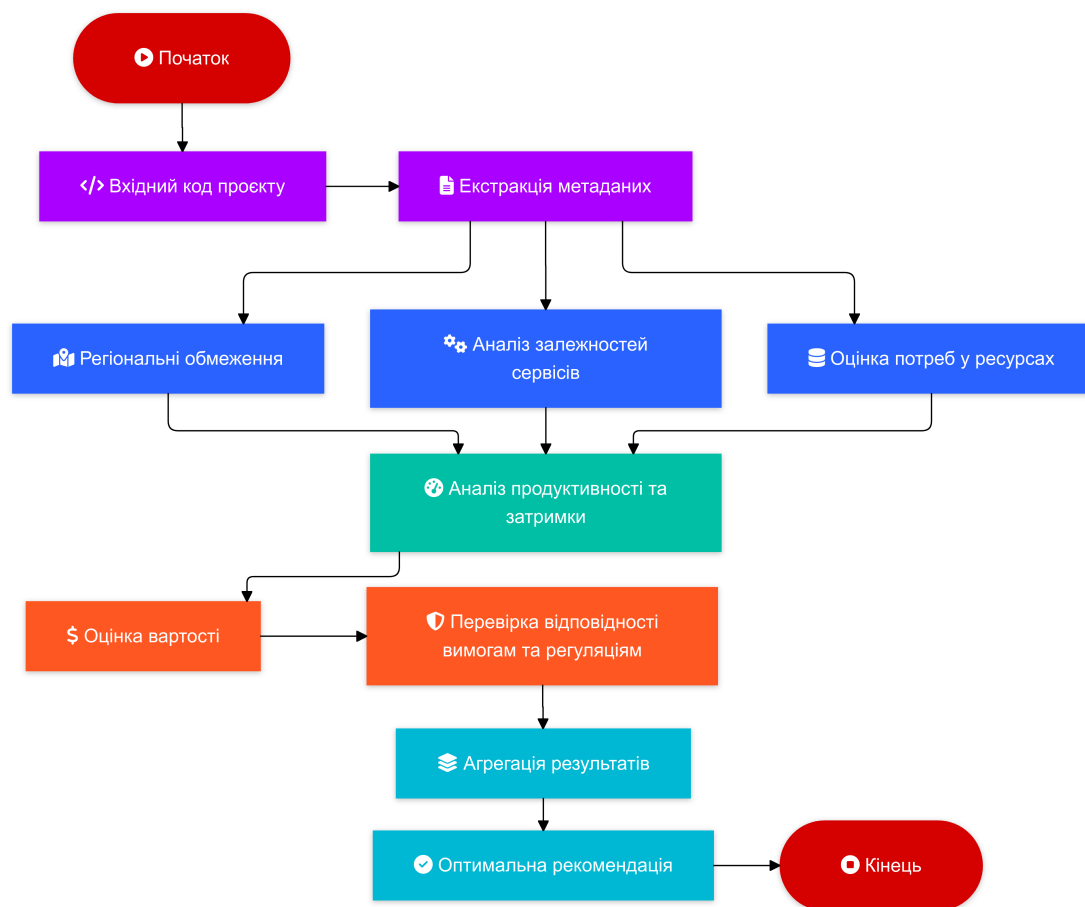 Початок
Вхідний код проєкту
Екстракція метаданих
Регіональні обмеження
Аналіз залежностей
сервісів
Оцінка потреб у ресурсах
Аналіз продуктивності та
затримки
Оцінка вартості
Перевірка відповідності
вимогам та регуляціям
Агрегація результатів
Оптимальна рекомендація
Кінець